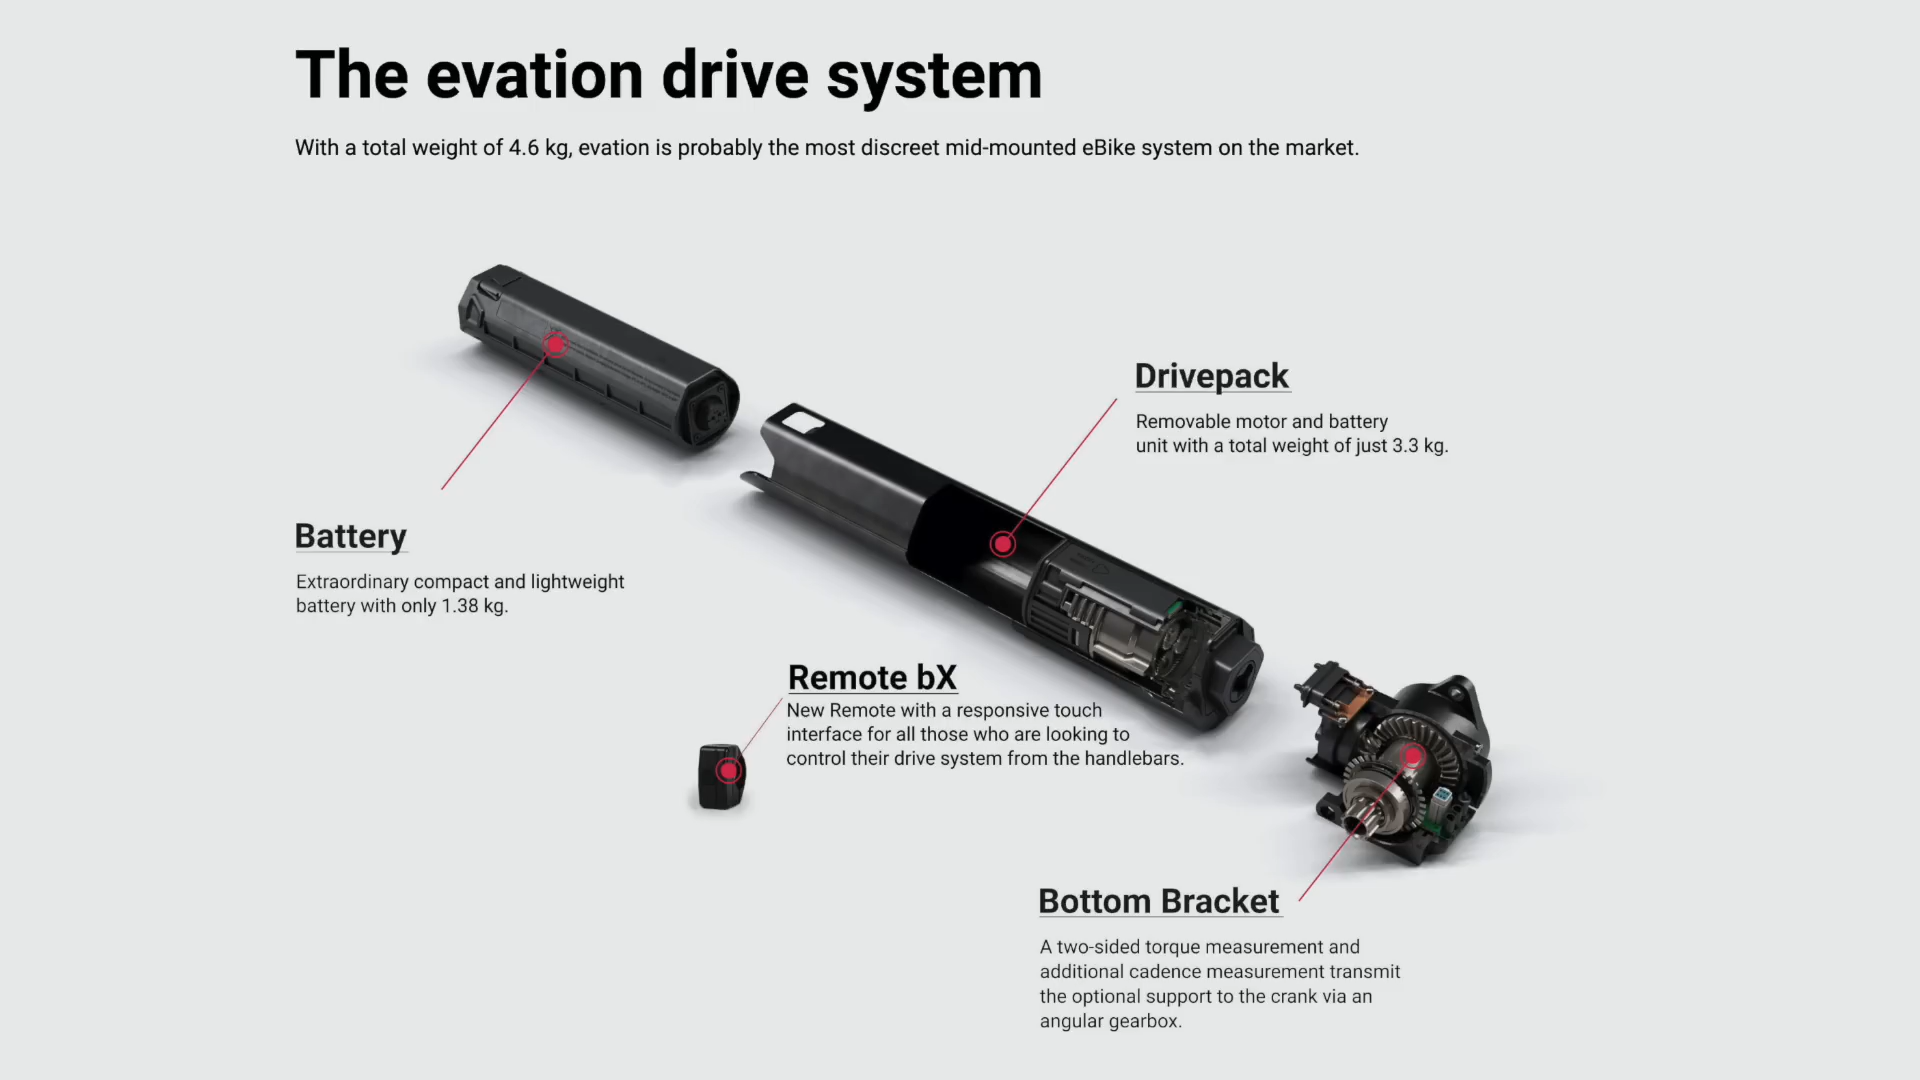 The evation drive system
With a total weight of 4.6 kg, evation is probably the most discreet mid-mounted eBike system on the market.
Drivepack
Removable motor and battery
unit with a total weight of just 3.3 kg.
Battery
Extraordinary compact and lightweight
battery with only 1.38 kg.
Remote bX
New Remote with a responsive touch
interface for all those who are looking to
control their drive system from the handlebars.
Bottom Bracket
A two-sided torque measurement and
additional cadence measurement transmit
the optional support to the crank via an
angular gearbox.